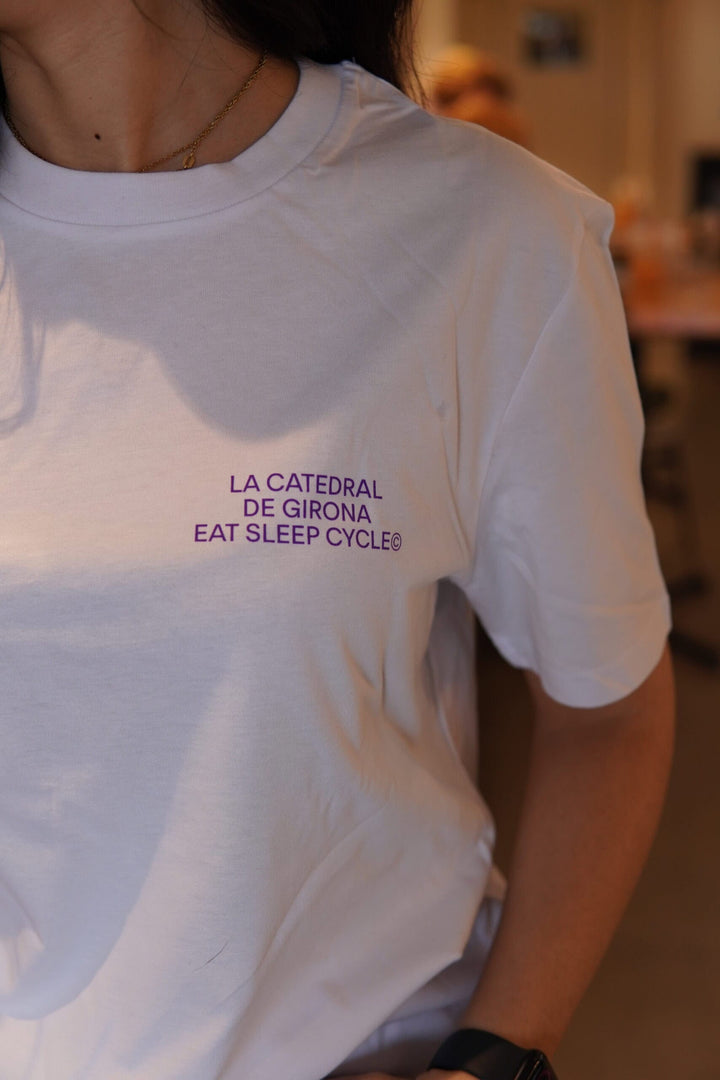 LA CATEDRAL
DE GIRONA
EAT SLEEP CYCLE©